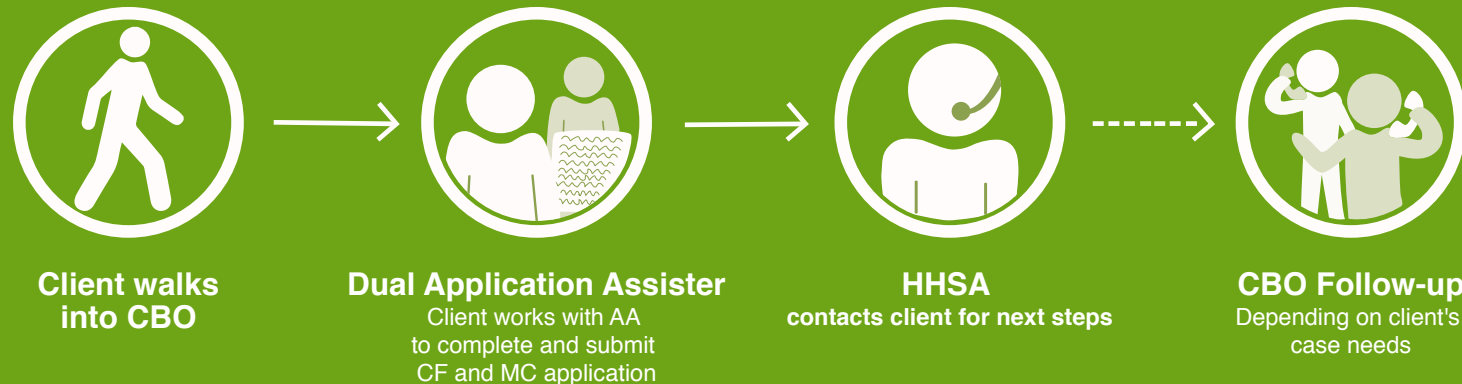 Client walks
into CBO
Dual Application Assister
Client works with AA
to complete and submit
CF and MC application
HHSA
contacts client for next steps
CBO Follow-up
Depending on client's
case needs